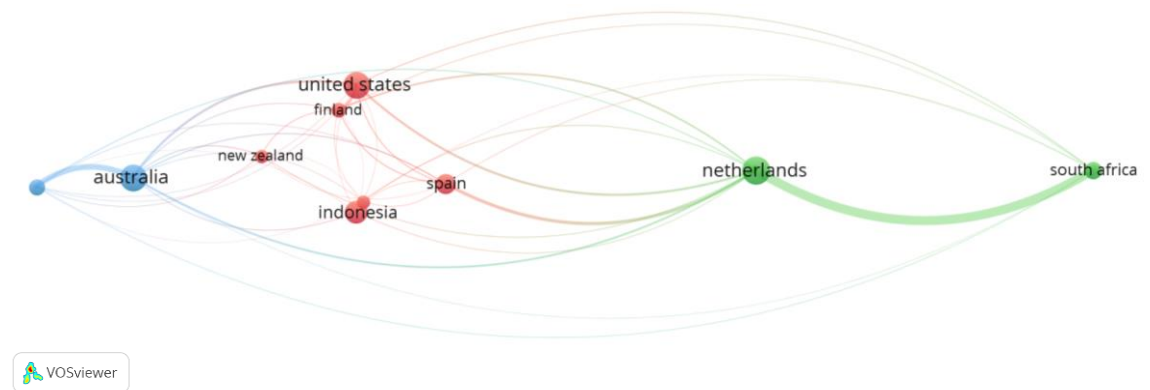 united states
finland
new zealand
australia
spain
indonesia
netherlands
south africa
VOSviewer